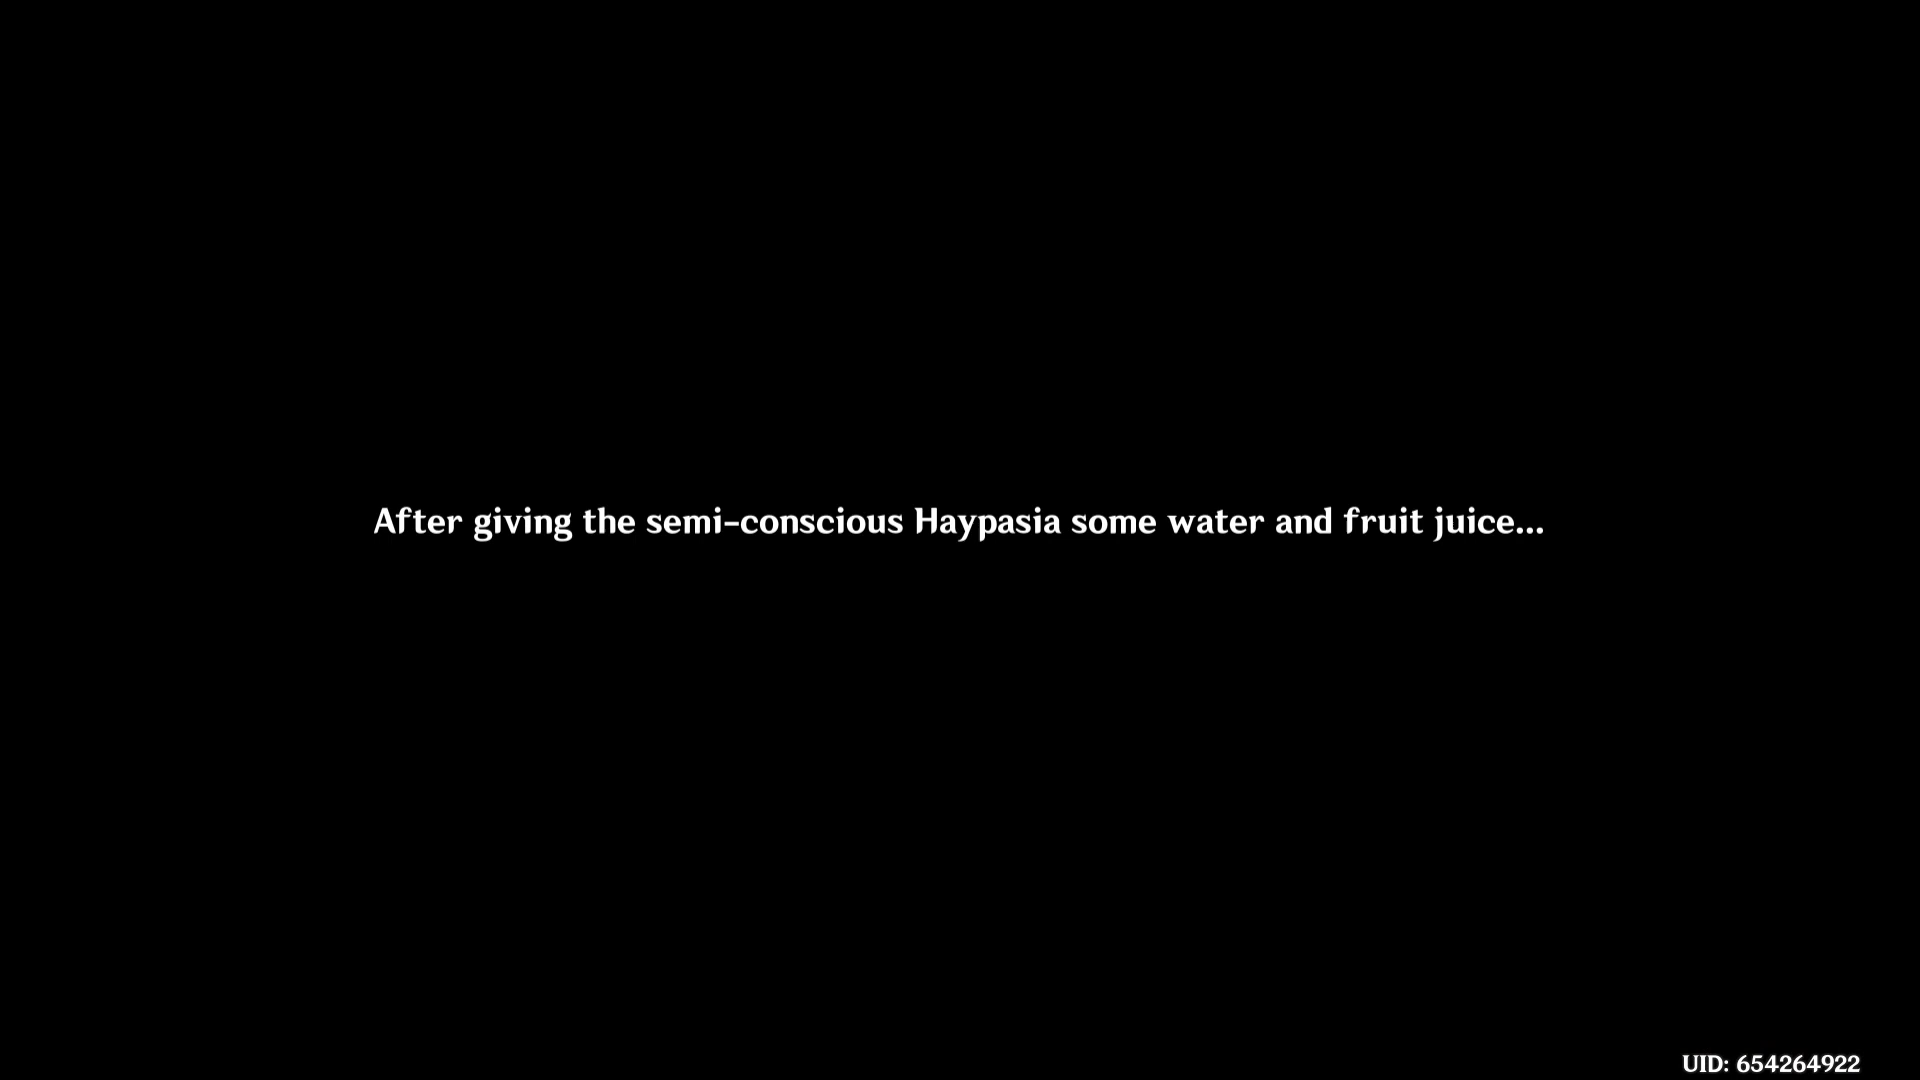 After giving the semi-conscious Haypasia some water and fruit juice...
UID: 654264922